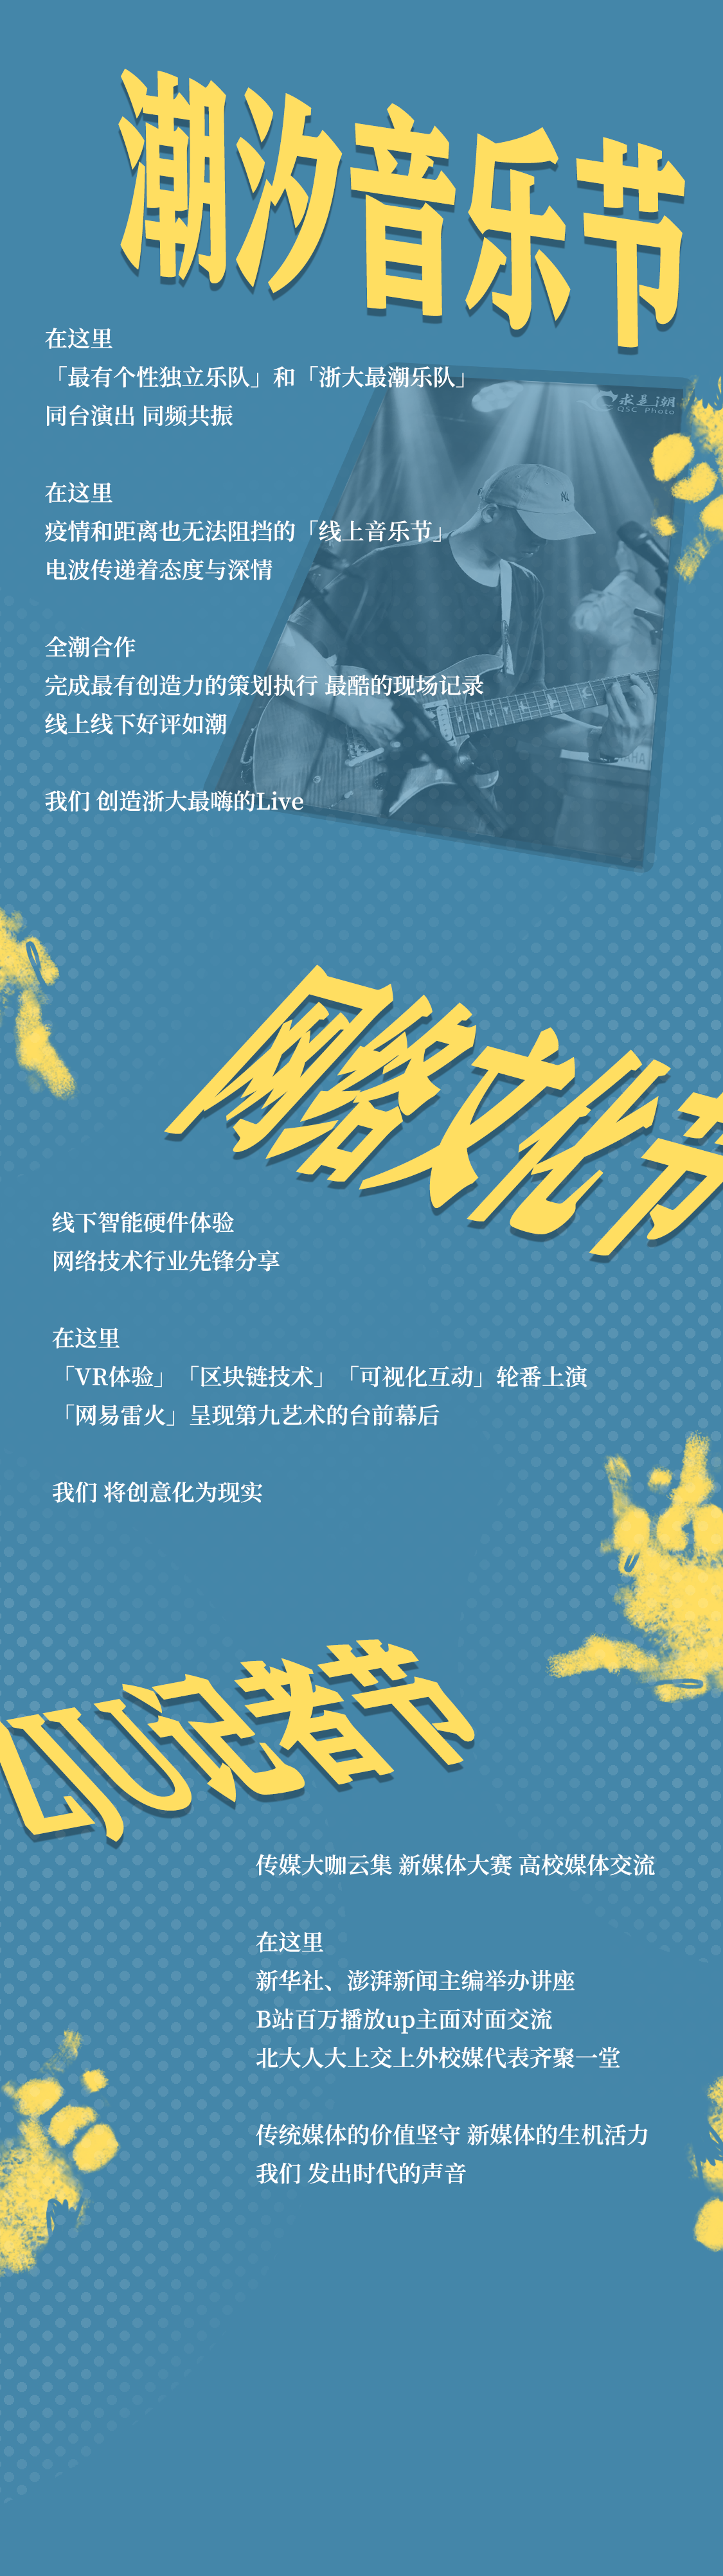 潮汐音乐节
在这里
「最有个性独立乐队」和「浙大最潮乐队」
同台演出 同频共振
求是潮
QSC Photo
在这里
疫情和距离也无法阻挡的「线上音乐节」
电波传递着态度与深情
全潮合作
完成最有创造力的策划执行 最酷的现场记录
线上线下好评如潮
YAMAHA
我们 创造浙大最嗨的Live
网络文化节
线下智能硬件体验
网络技术行业先锋分享
在这里
「VR体验」「区块链技术」「可视化互动」轮番上演
「网易雷火」呈现第九艺术的台前幕后
我们 将创意化为现实
ZJU记者节
传媒大咖云集 新媒体大赛 高校媒体交流
在这里
新华社、澎湃新闻主编举办讲座
B站百万播放up主面对面交流
北大人大上交上外校媒代表齐聚一堂
传统媒体的价值坚守 新媒体的生机活力
我们 发出时代的声音